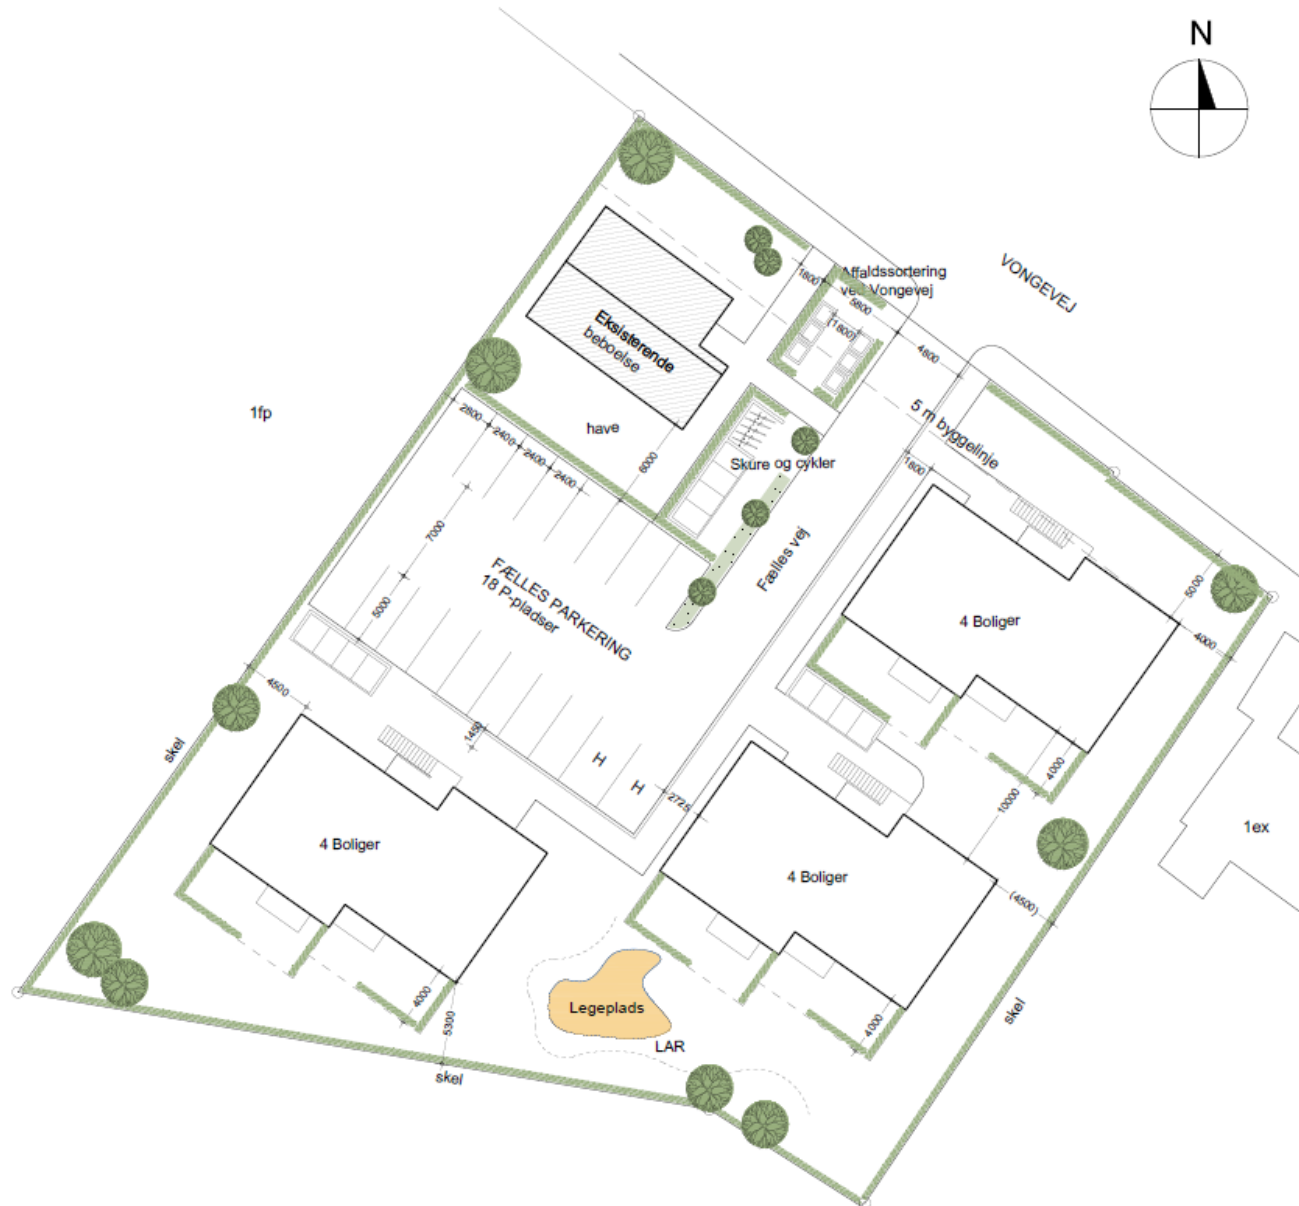 N
VONGEVEJ
Affaldssortering
ved Vongevej
1800
5800
(1800)
4800
5 m byggelinje
1fp
Eksisterende
beboelse
have
2800
2400
2400
2400
6000
Skure og cykler
1800
7000
5000
FÆLLES PARKERING
18 P-pladser
Fælles vej
4 Boliger
5000
4000
4500
skel
1450
H
H
2725
4000
10000
1ex
4 Boliger
4 Boliger
(4500)
4000
5300
Legeplads
LAR
4000
skel
skel